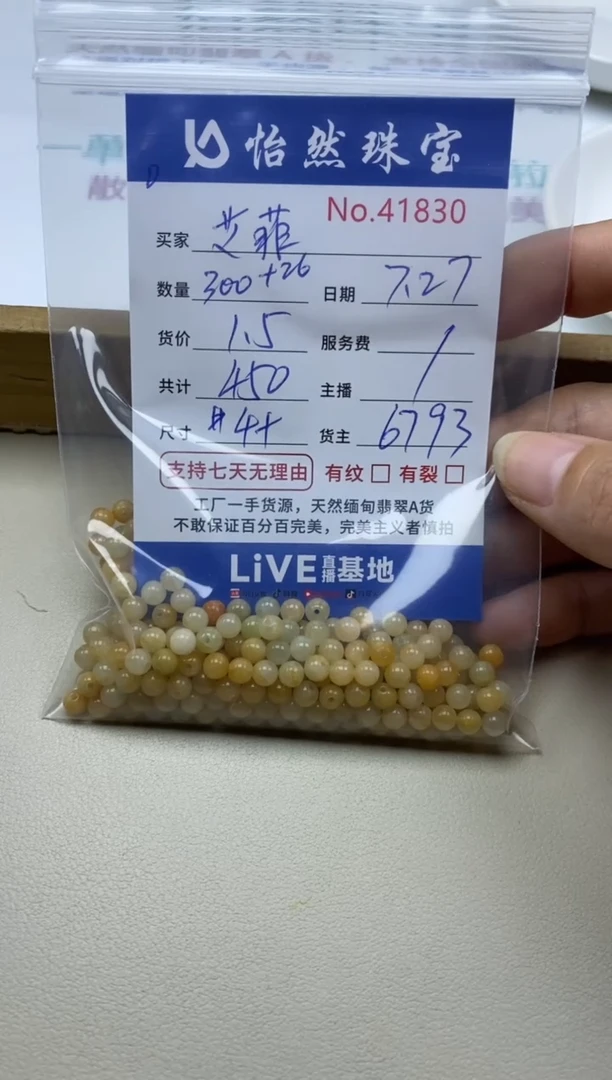 怡然珠宝
No.41830
买家 艾菲
数量 300+26 日期 7.27
货价 1.5 服务费 /
共计 450 主播 /
尺寸 4+ 货主 6793
支持七天无理由 有纹 □ 有裂 □
工厂一手货源，天然缅甸翡翠A货
不敢保证百分百完美，完美主义者慎拍
LiVE直播基地